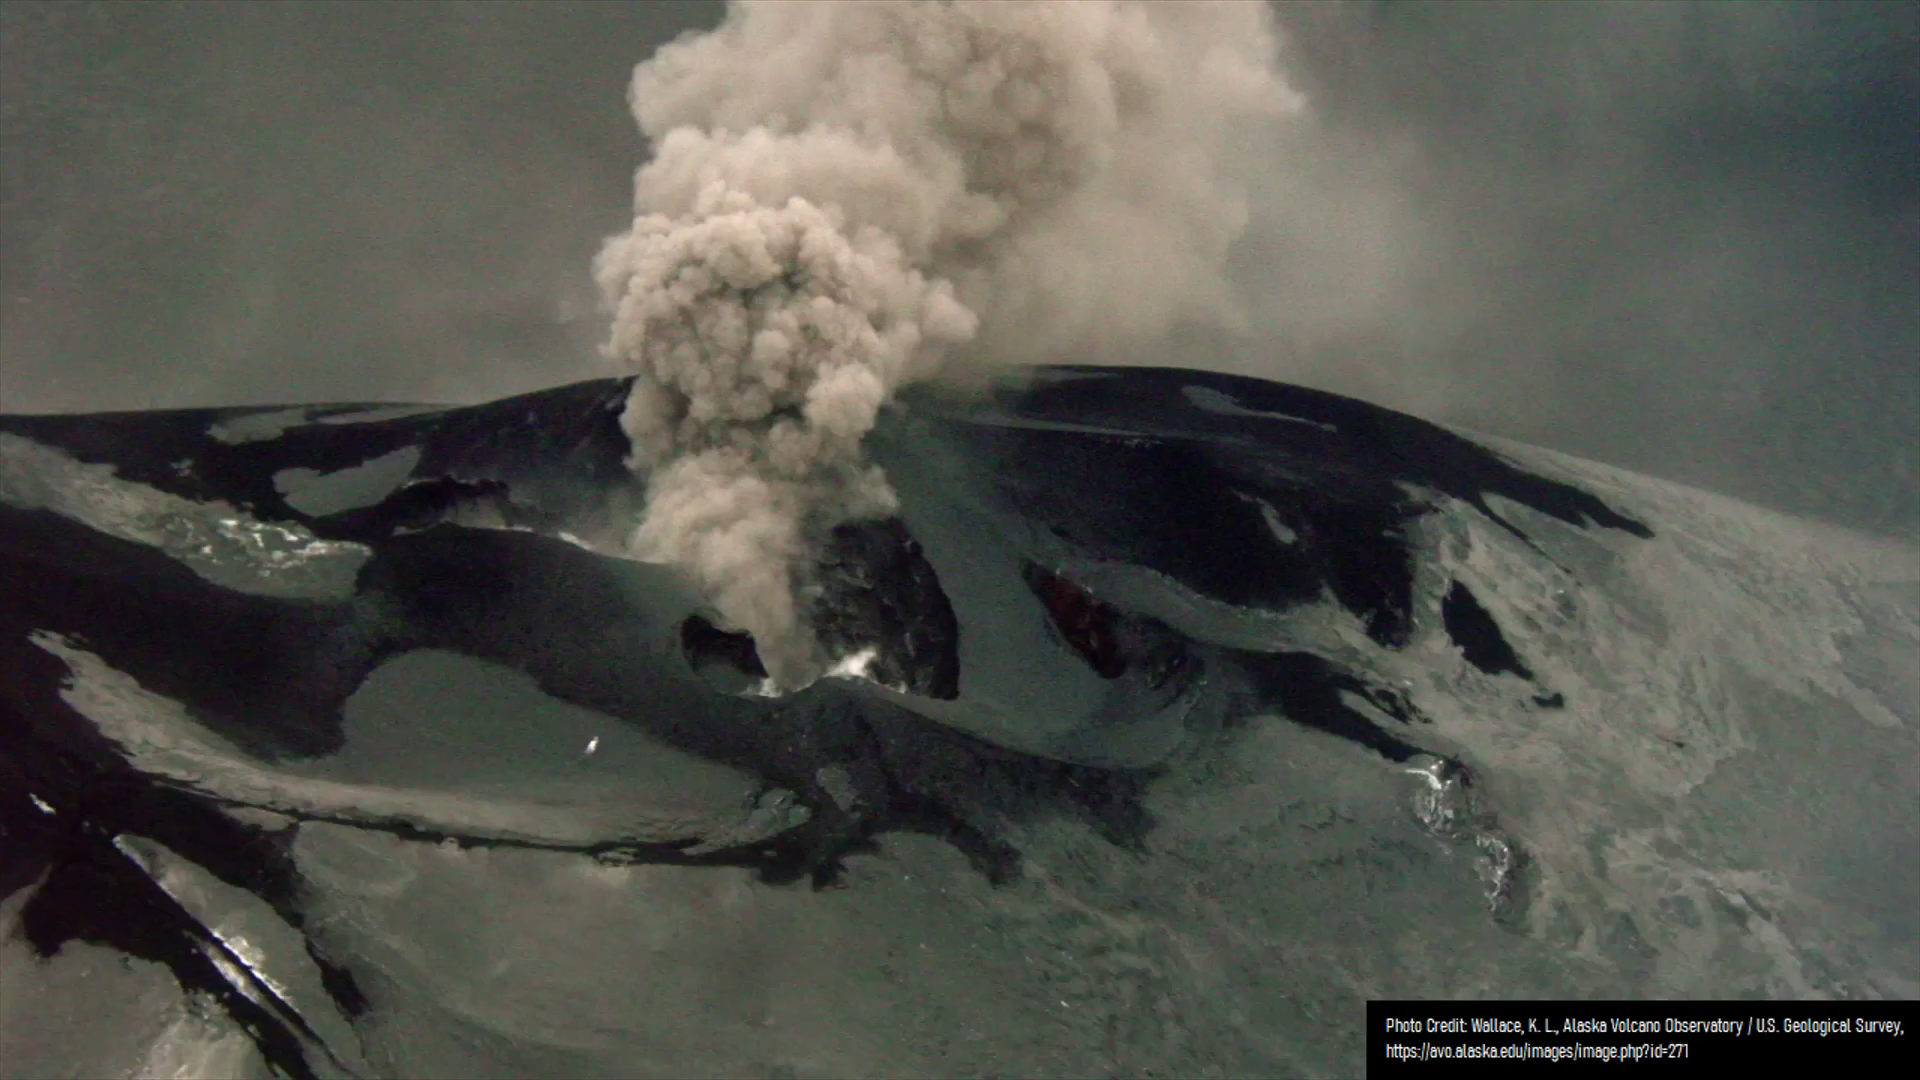 Photo Credit: Wallace, K. L., Alaska Volcano Observatory / U.S. Geological Survey,
https://avo.alaska.edu/images/image.php?id=271